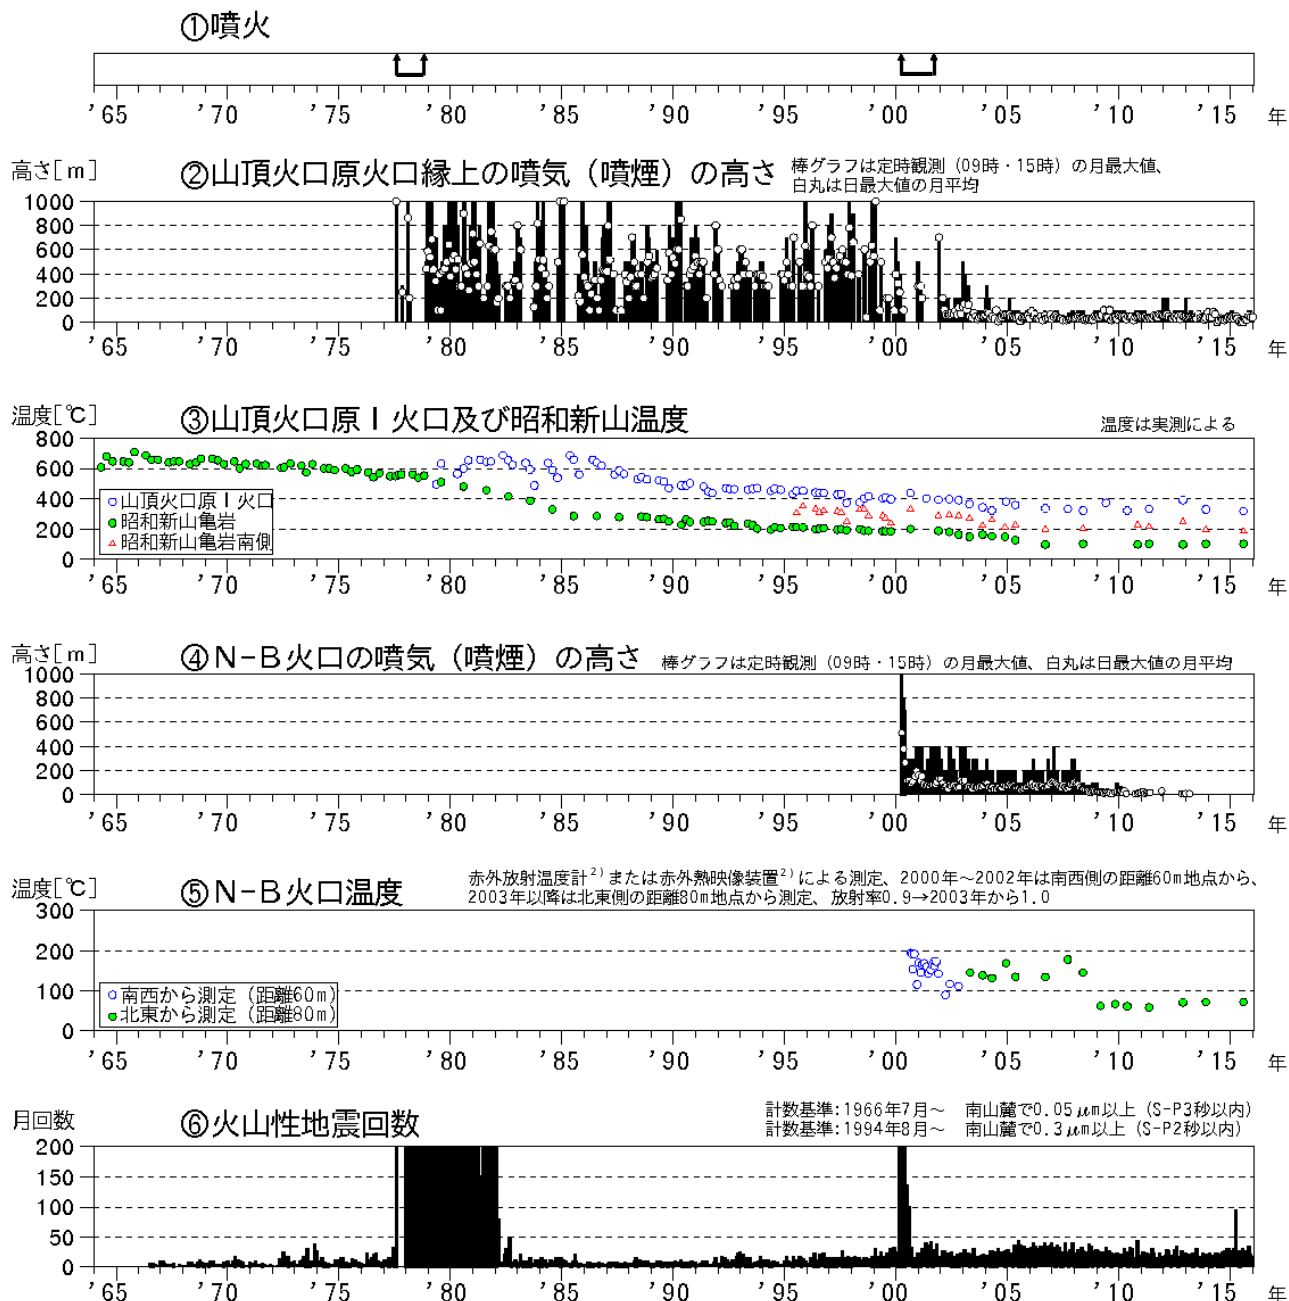 ①噴火
'65 '70 '75 '80 '85 '90 '95 '00 '05 '10 '15 年
高さ[m] ②山頂火口原火口縁上の噴気（噴煙）の高さ 棒グラフは定時観測（09時・15時）の月最大値、
白丸は日最大値の月平均
1000
800
600
400
200
0
'65 '70 '75 '80 '85 '90 '95 '00 '05 '10 '15 年
温度[℃] ③山頂火口原Ｉ火口及び昭和新山温度 温度は実測による
800
600
400
200
0
山頂火口原Ｉ火口
昭和新山亀岩
昭和新山亀岩南側
'65 '70 '75 '80 '85 '90 '95 '00 '05 '10 '15 年
高さ[m] ④Ｎ−Ｂ火口の噴気（噴煙）の高さ 棒グラフは定時観測（09時・15時）の月最大値、白丸は日最大値の月平均
1000
800
600
400
200
0
'65 '70 '75 '80 '85 '90 '95 '00 '05 '10 '15 年
温度[℃] ⑤Ｎ−Ｂ火口温度 赤外放射温度計2)または赤外熱映像装置2)による測定、2000年〜2002年は南西側の距離60m地点から、
2003年以降は北東側の距離80m地点から測定、放射率0.9→2003年から1.0
300
200
100
0
南西から測定（距離60m）
北東から測定（距離80m）
'65 '70 '75 '80 '85 '90 '95 '00 '05 '10 '15 年
月回数 ⑥火山性地震回数 計数基準:1966年7月〜 南山麓で0.05μm以上（S-P3秒以内）
計数基準:1994年8月〜 南山麓で0.3μm以上（S-P2秒以内）
200
150
100
50
0
'65 '70 '75 '80 '85 '90 '95 '00 '05 '10 '15 年